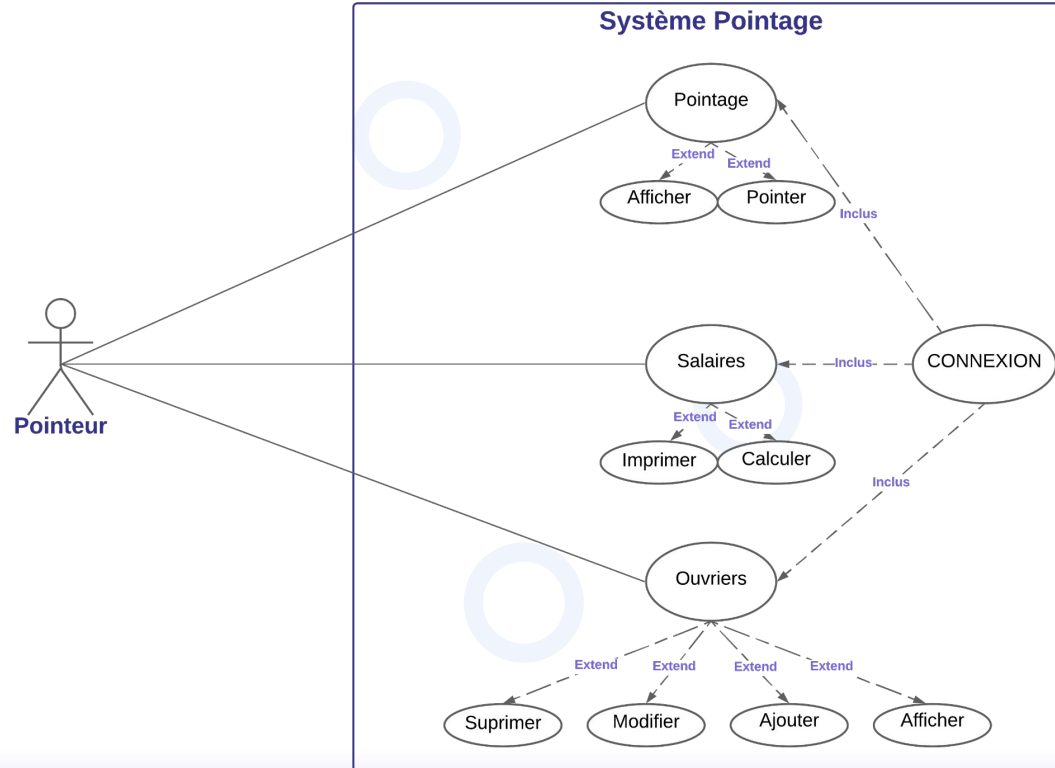 Système Pointage
Pointage
Extend
Extend
Afficher
Pointer
Inclus
Pointeur
Salaires
Inclus
CONNEXION
Extend
Extend
Imprimer
Calculer
Inclus
Ouvriers
Extend
Extend
Extend
Extend
Suprimer
Modifier
Ajouter
Afficher